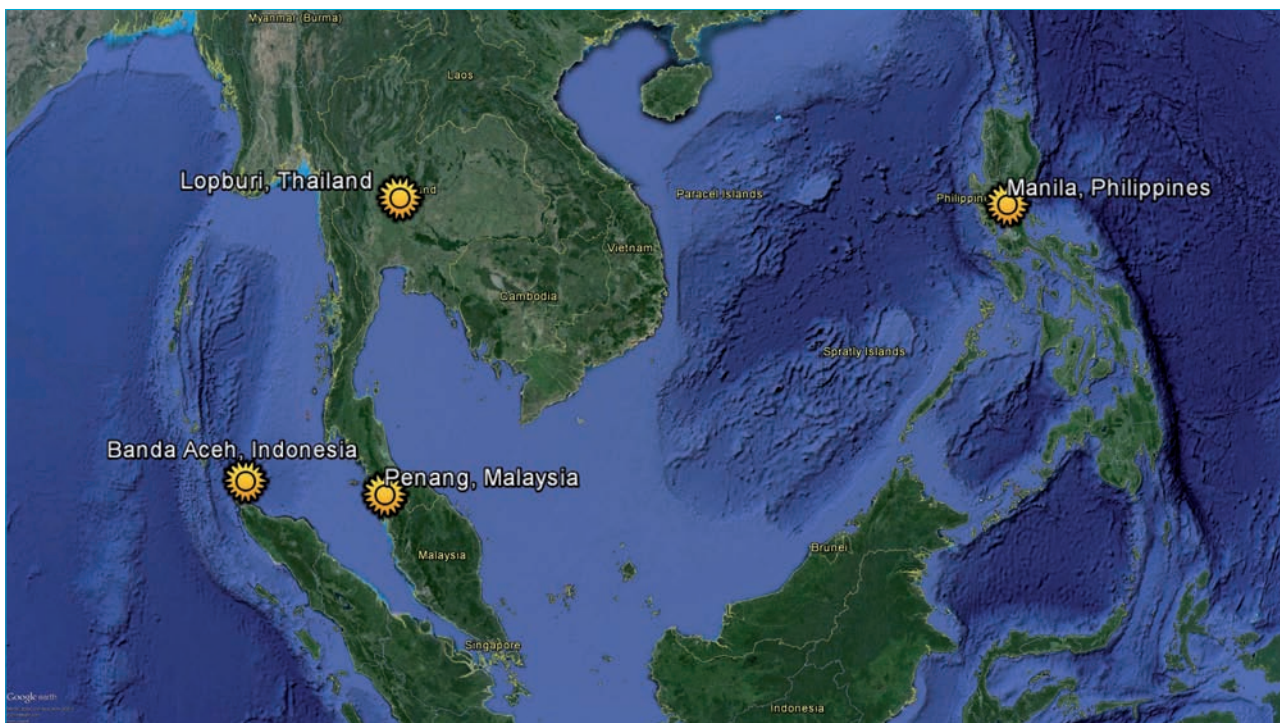 Myanmar (Burma)
Laos
Lopburi, Thailand
Paracel Islands
Philippin
Manila, Philippines
Vietnam
Cambodia
Spratly Islands
Banda Aceh, Indonesia
Penang, Malaysia
Malaysia
Brunei
Singapore
Indonesia
Google earth